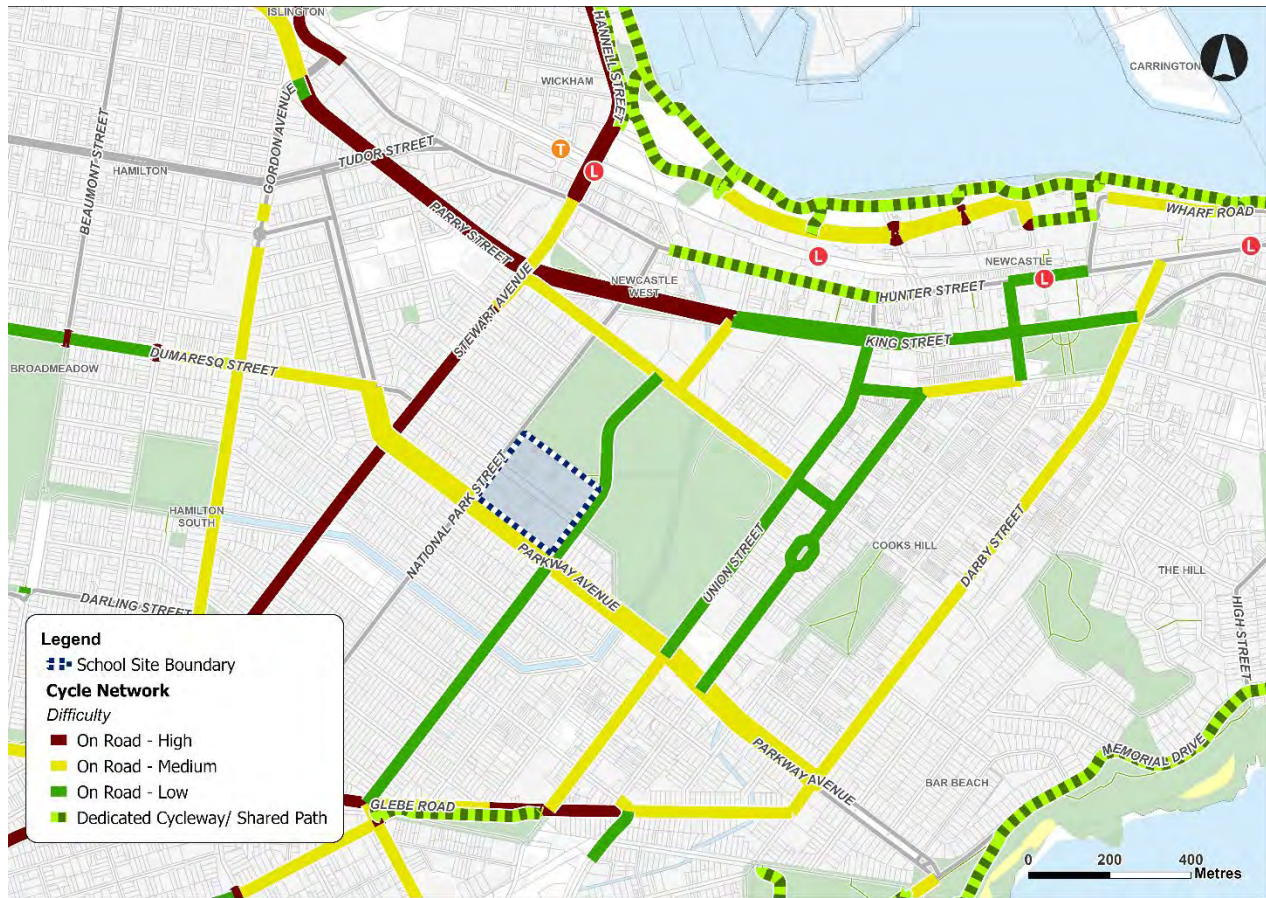 ISLINGTON
HANNELL STREET
CARRINGTON
WICKHAM
BEAUMONT STREET
GORDON AVENUE
TUDOR STREET
HAMILTON
T
L
PARRY STREET
WHARF ROAD
L
L
NEWCASTLE
L
NEWCASTLE
WEST
HUNTER STREET
STEWART AVENUE
KING STREET
DUMARESQ STREET
BROADMEADOW
NATIONAL PARK STREET
HAMILTON
SOUTH
PARKWAY AVENUE
UNION STREET
COOKS HILL
DARBY STREET
THE HILL
HIGH STREET
DARLING STREET
MEMORIAL DRIVE
PARKWAY AVENUE
BAR BEACH
GLEBE ROAD
Legend
School Site Boundary
Cycle Network
Difficulty
On Road - High
On Road - Medium
On Road - Low
Dedicated Cycleway/ Shared Path
0 200 400
Metres